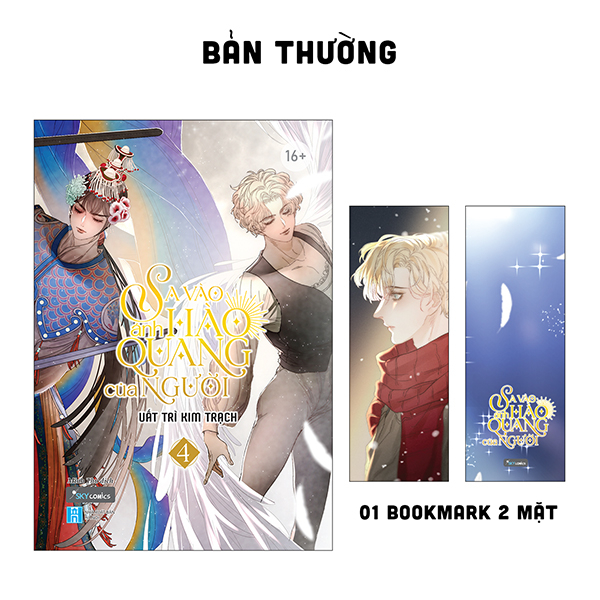 BẢN THƯỜNG
16+
SA VÀO
ánh HÀO
QUANG
của NGƯỜI
UẤT TRÌ KIM TRẠCH
4
SKYCOMICS
SA VÀO
ánh HÀO
QUANG
của NGƯỜI
01 BOOKMARK 2 MẶT